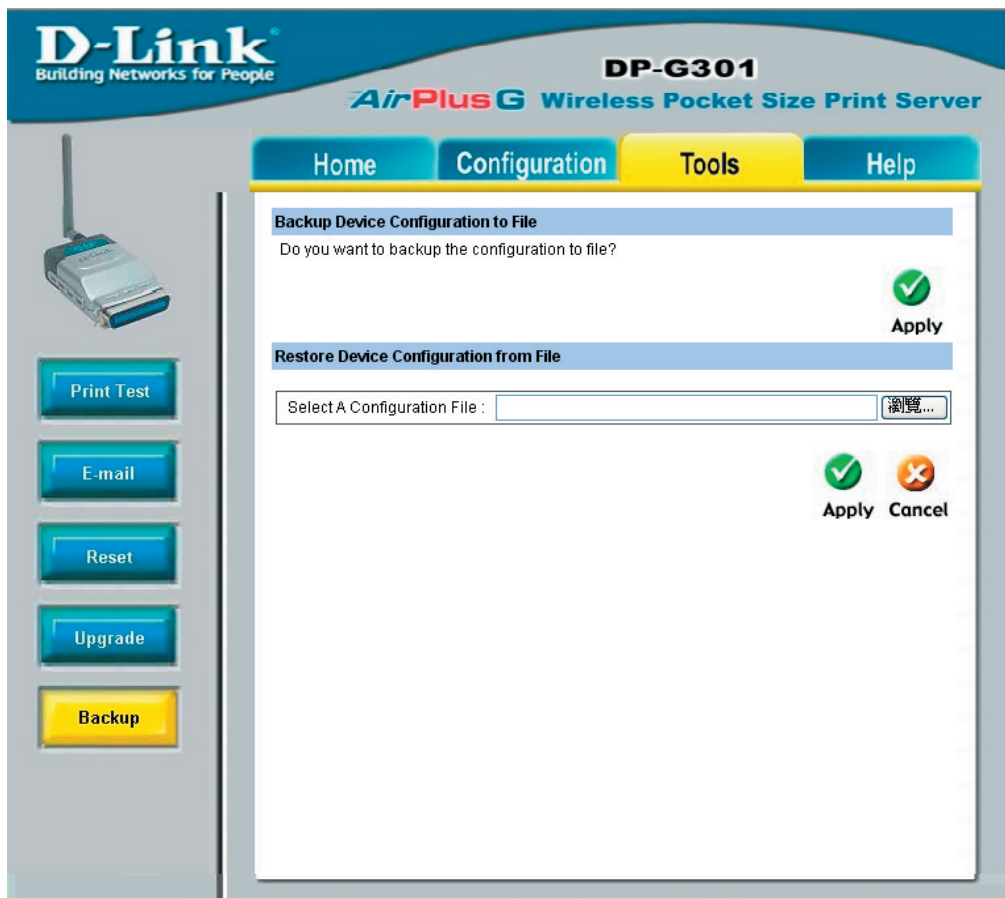 D-Link
Building Networks for People
DP-G301
AirPlus G Wireless Pocket Size Print Server
Home
Configuration
Tools
Help
Backup Device Configuration to File
Do you want to backup the configuration to file?
Apply
Restore Device Configuration from File
Select A Configuration File :
瀏覽...
Apply
Cancel
Print Test
E-mail
Reset
Upgrade
Backup